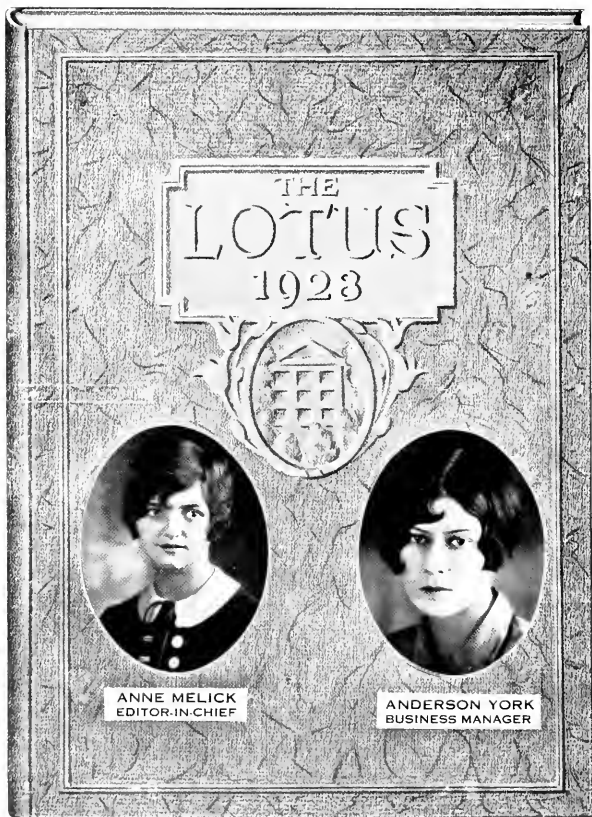 THE
LOTUS
1928
ANNE MELICK
EDITOR-IN-CHIEF
ANDERSON YORK
BUSINESS MANAGER